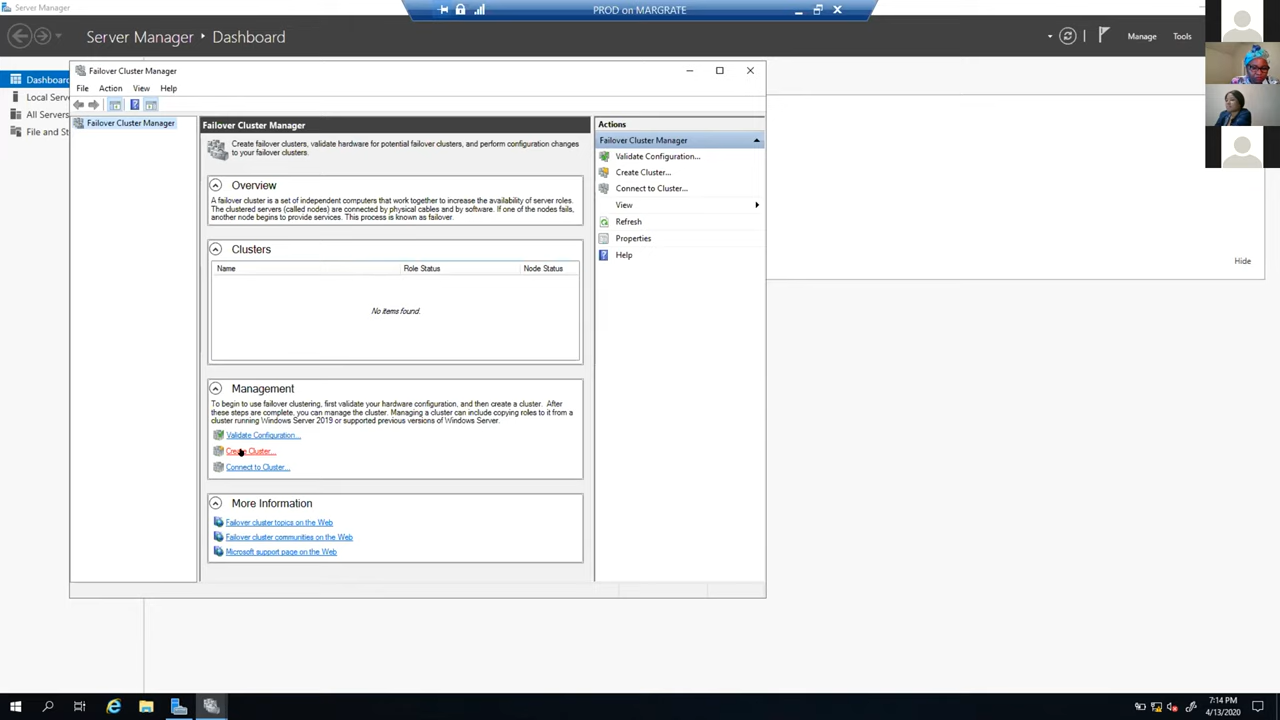 Server Manager
PROD on MARGRATE
Server Manager
Dashboard
Manage
Tools
Dashboard
Local Serve
All Servers
File and St
Failover Cluster Manager
File
Action
View
Help
Failover Cluster Manager
Failover Cluster Manager
Create failover clusters, validate hardware for potential failover clusters, and perform configuration changes
to your failover clusters.
Overview
A failover cluster is a set of independent computers that work together to increase the availability of server roles.
The clustered servers (called nodes) are connected by physical cables and by software. If one of the nodes fails,
another node begins to provide services. This process is known as failover.
Clusters
Name
Role Status
Node Status
No items found.
Management
To begin to use failover clustering, first validate your hardware configuration, and then create a cluster. After
these steps are complete, you can manage the cluster. Managing a cluster can include copying roles to it from a
cluster running Windows Server 2019 or supported previous versions of Windows Server.
Validate Configuration...
Create Cluster...
Connect to Cluster...
More Information
Failover cluster topics on the Web
Failover cluster communities on the Web
Microsoft support page on the Web
Actions
Failover Cluster Manager
Validate Configuration...
Create Cluster...
Connect to Cluster...
View
Refresh
Properties
Help
Hide
7:14 PM
4/13/2020